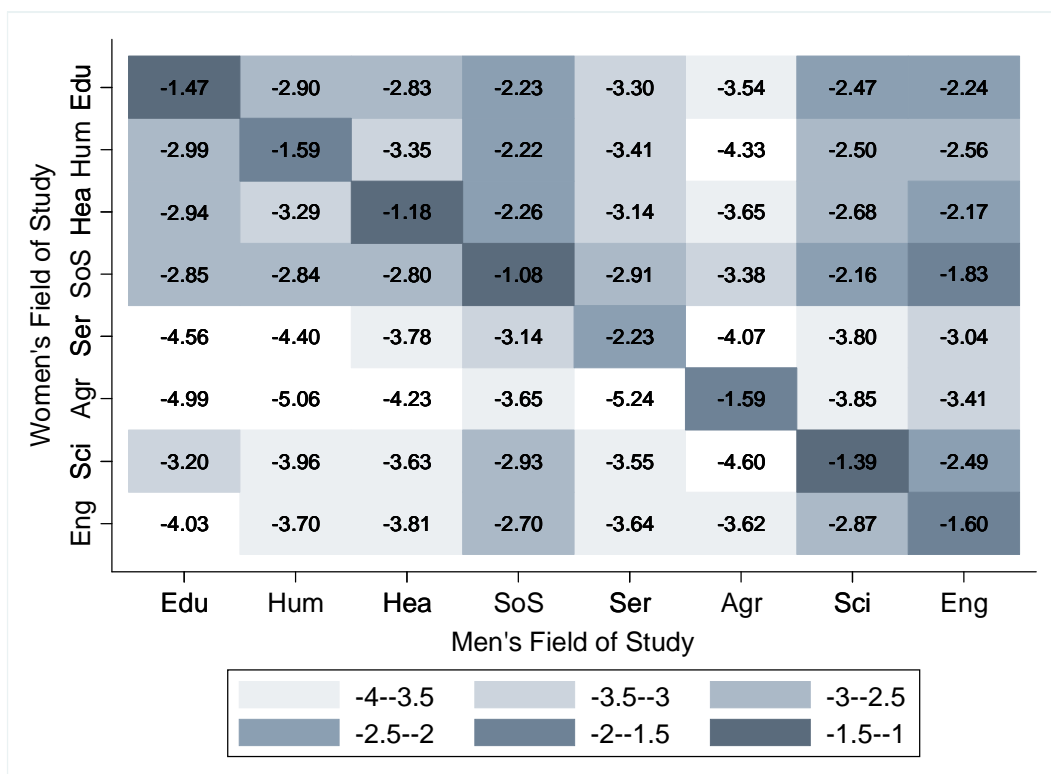 Women's Field of Study
Edu -1.47 -2.90 -2.83 -2.23 -3.30 -3.54 -2.47 -2.24
Hum -2.99 -1.59 -3.35 -2.22 -3.41 -4.33 -2.50 -2.56
Hea -2.94 -3.29 -1.18 -2.26 -3.14 -3.65 -2.68 -2.17
SoS -2.85 -2.84 -2.80 -1.08 -2.91 -3.38 -2.16 -1.83
Ser -4.56 -4.40 -3.78 -3.14 -2.23 -4.07 -3.80 -3.04
Agr -4.99 -5.06 -4.23 -3.65 -5.24 -1.59 -3.85 -3.41
Sci -3.20 -3.96 -3.63 -2.93 -3.55 -4.60 -1.39 -2.49
Eng -4.03 -3.70 -3.81 -2.70 -3.64 -3.62 -2.87 -1.60
Edu Hum Hea SoS Ser Agr Sci Eng
Men's Field of Study
-4--3.5 -3.5--3 -3--2.5
-2.5--2 -2--1.5 -1.5--1